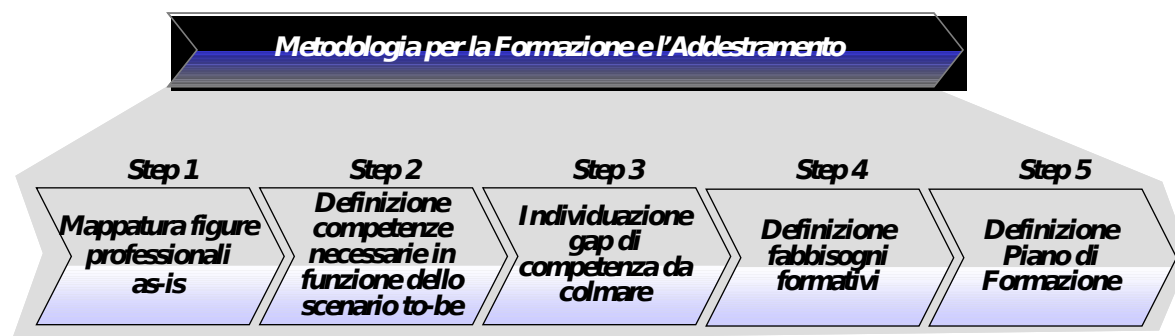 Metodologia per la Formazione e l'Addestramento
Step 1
Mappatura figure
professionali
as-is
Step 2
Definizione
competenze
necessarie in
funzione dello
scenario to-be
Step 3
Individuazione
gap di
competenza da
colmare
Step 4
Definizione
fabbisogni
formativi
Step 5
Definizione
Piano di
Formazione